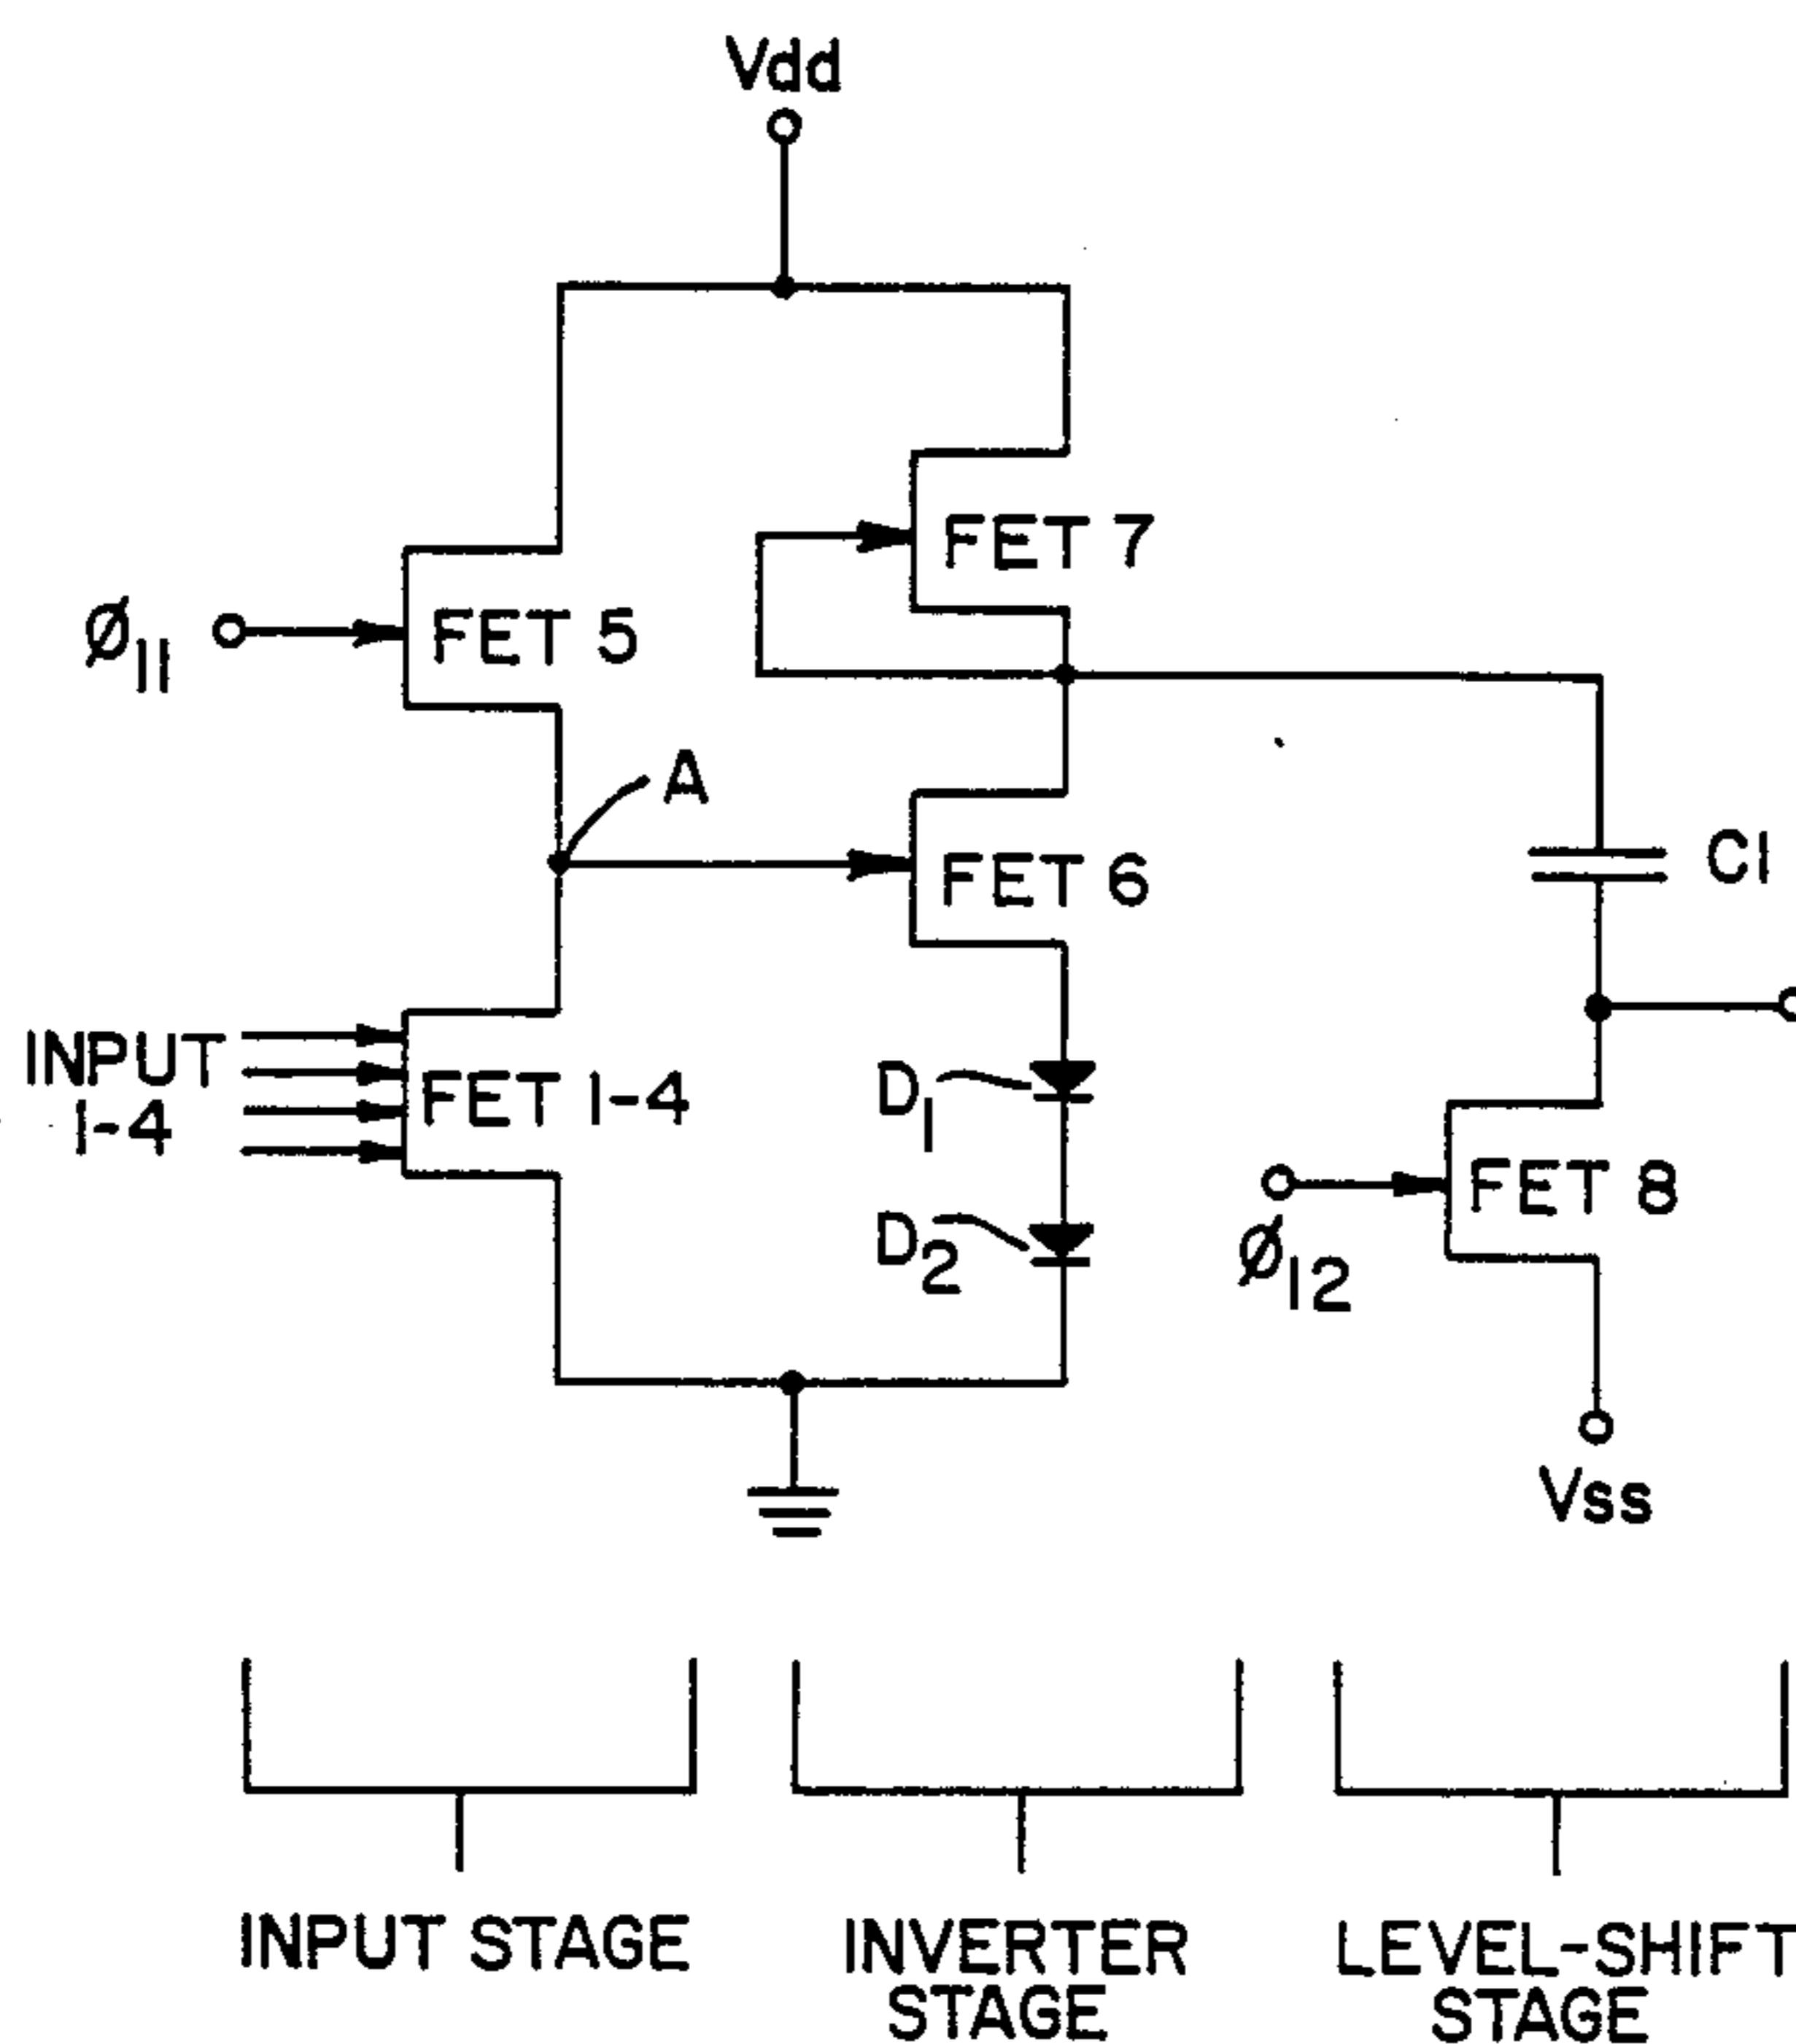 Vdd
FET 7
Ø11
FET 5
A
FET 6
C1
INPUT
1-4
FET 1-4
D1
D2
FET 8
Ø12
Vss
INPUT STAGE
INVERTER
STAGE
LEVEL-SHIFT
STAGE